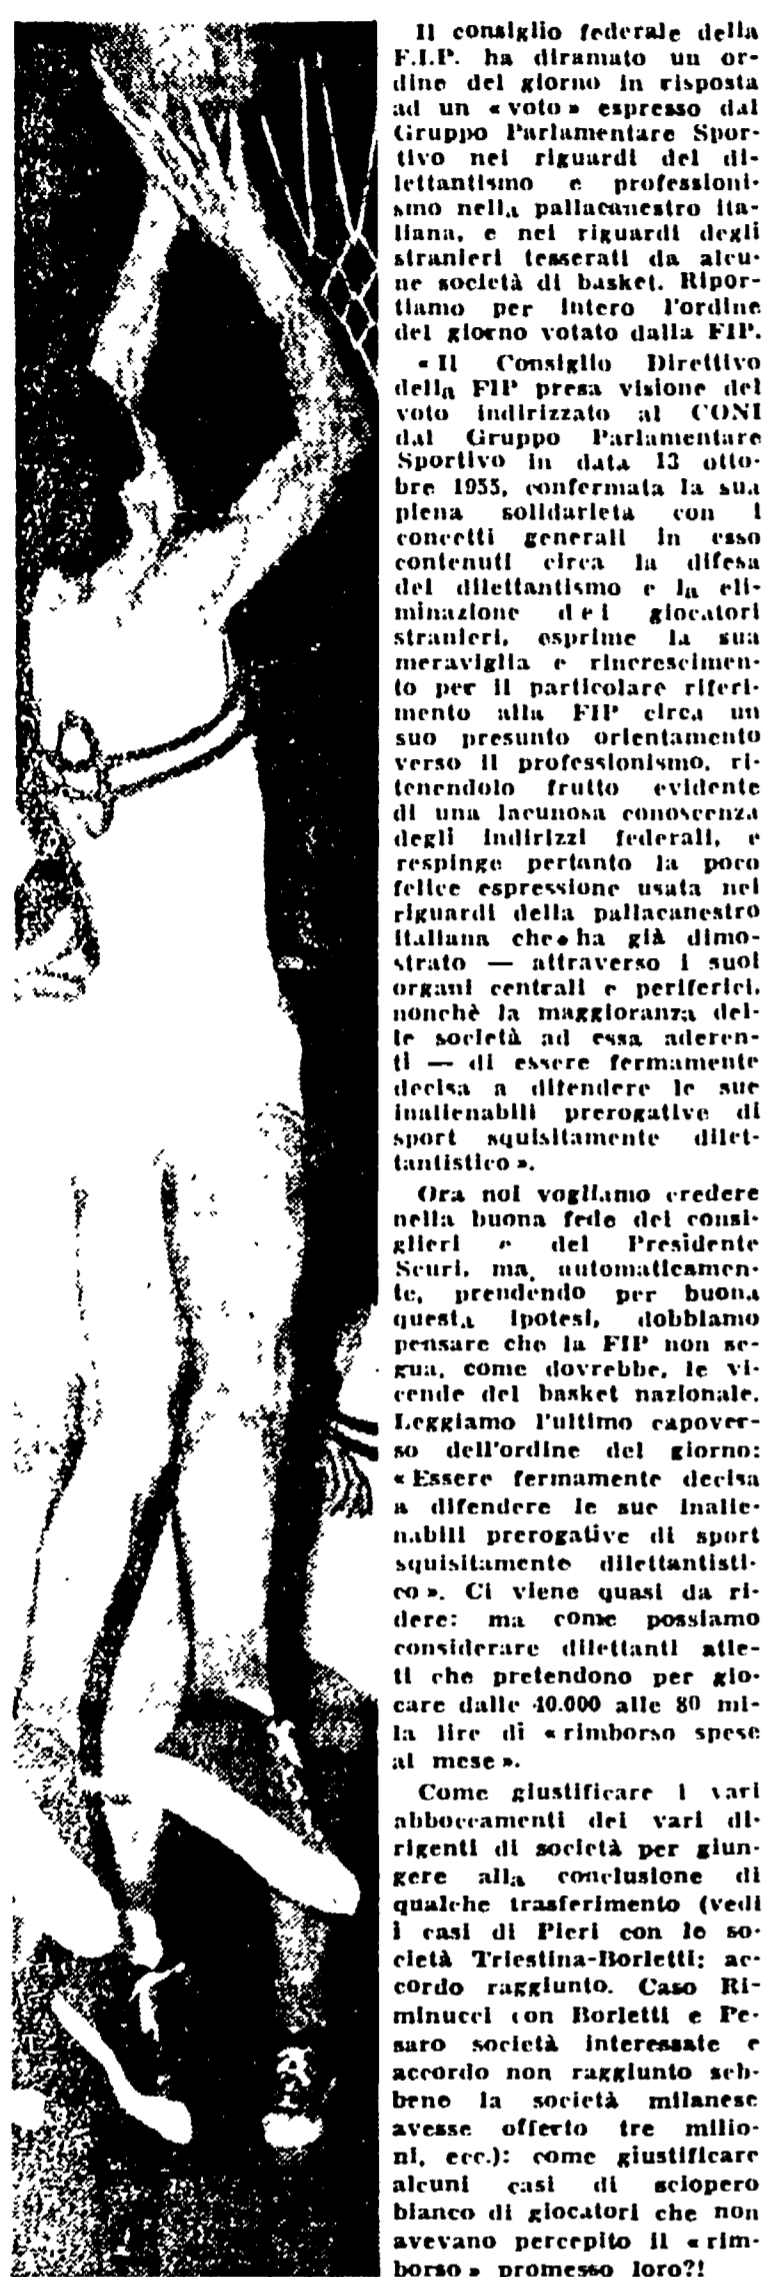 Il consiglio federale della
F.I.P. ha diramato un or-
dine del giorno in risposta
ad un « voto » espresso dal
Gruppo Parlamentare Spor-
tivo nei riguardi del di-
lettantismo e professioni-
smo nella pallacanestro ita-
liana, e nei riguardi degli
stranieri tesserati da alcu-
ne società di basket. Ripor-
tiamo per intero l'ordine
del giorno votato dalla FIP.
« Il Consiglio Direttivo
della FIP presa visione del
voto indirizzato al CONI
dal Gruppo Parlamentare
Sportivo in data 13 otto-
bre 1955, confermata la sua
piena solidarietà con i
concetti generali in esso
contenuti circa la difesa
del dilettantismo e la eli-
minazione dei giocatori
stranieri, esprime la sua
meraviglia e rincrescimen-
to per il particolare riferi-
mento alla FIP circa un
suo presunto orientamento
verso il professionismo, ri-
tenendolo frutto evidente
di una lacunosa conoscenza
degli indirizzi federali, e
respinge pertanto la poco
felice espressione usata nei
riguardi della pallacanestro
italiana che ha già dimo-
strato — attraverso i suoi
organi centrali e periferici,
nonchè la maggioranza del-
le società ad essa aderen-
ti — di essere fermamente
decisa a difendere le sue
inalienabili prerogative di
sport squisitamente dilet-
tantistico ».
Ora noi vogliamo credere
nella buona fede dei consi-
glieri e del Presidente
Scuri, ma, automaticamen-
te, prendendo per buona
questa ipotesi, dobbiamo
pensare che la FIP non se-
gua, come dovrebbe, le vi-
cende del basket nazionale.
Leggiamo l'ultimo capover-
so dell'ordine del giorno:
« Essere fermamente decisa
a difendere le sue inalie-
nabili prerogative di sport
squisitamente dilettantisti-
co ». Ci viene quasi da ri-
dere: ma come possiamo
considerare dilettanti atle-
ti che pretendono per gio-
care dalle 40.000 alle 80 mi-
la lire di « rimborso spese
al mese ».
Come giustificare i vari
abboccamenti dei vari di-
rigenti di società per giun-
gere alla conclusione di
qualche trasferimento (vedi
i casi di Pieri con le so-
cietà Triestina-Borletti: ac-
cordo raggiunto. Caso Ri-
minucci con Borletti e Pe-
saro società interessate e
accordo non raggiunto seb-
bene la società milanese
avesse offerto tre milio-
ni, ecc.): come giustificare
alcuni casi di sciopero
bianco di giocatori che non
avevano percepito il « rim-
borso » promesso loro?!